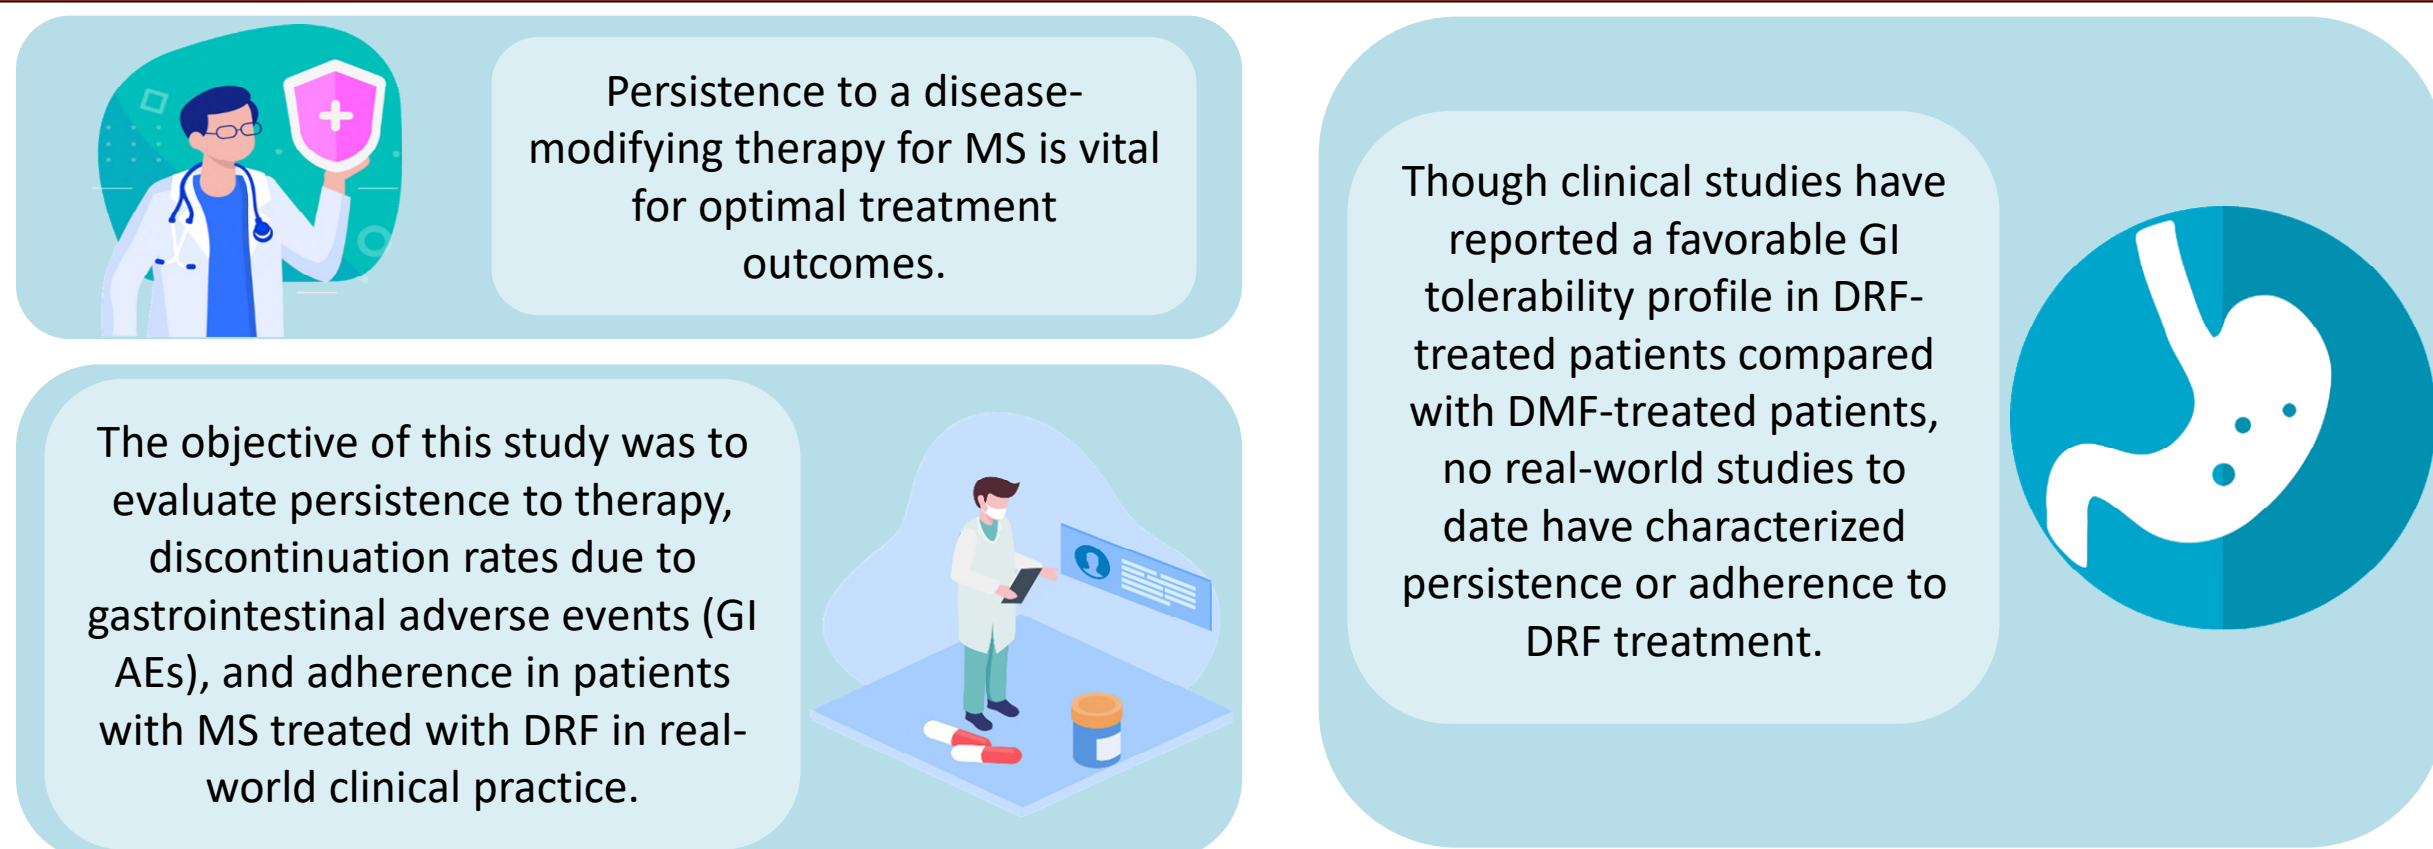 Persistence to a disease-
modifying therapy for MS is vital
for optimal treatment
outcomes.
The objective of this study was to
evaluate persistence to therapy,
discontinuation rates due to
gastrointestinal adverse events (GI
AEs), and adherence in patients
with MS treated with DRF in real-
world clinical practice.
Though clinical studies have
reported a favorable GI
tolerability profile in DRF-
treated patients compared
with DMF-treated patients,
no real-world studies to
date have characterized
persistence or adherence to
DRF treatment.